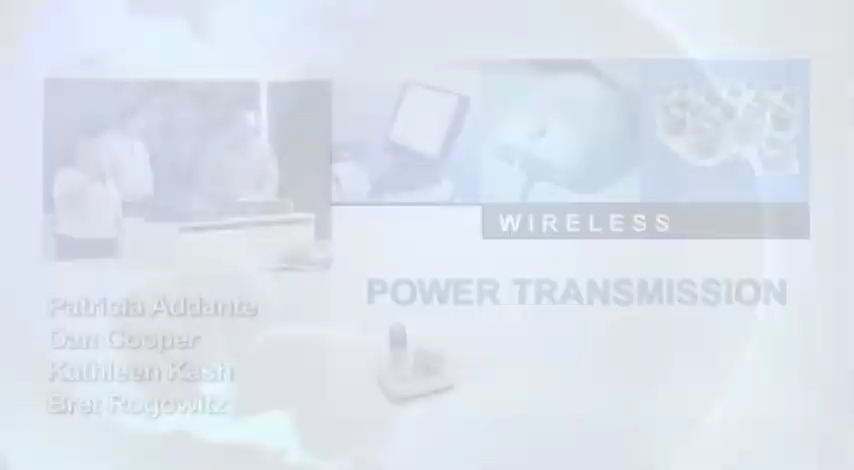 WIRELESS
POWER TRANSMISSION
Patricia Addante
Dan Cooper
Kathleen Kash
Bret Rogowitz